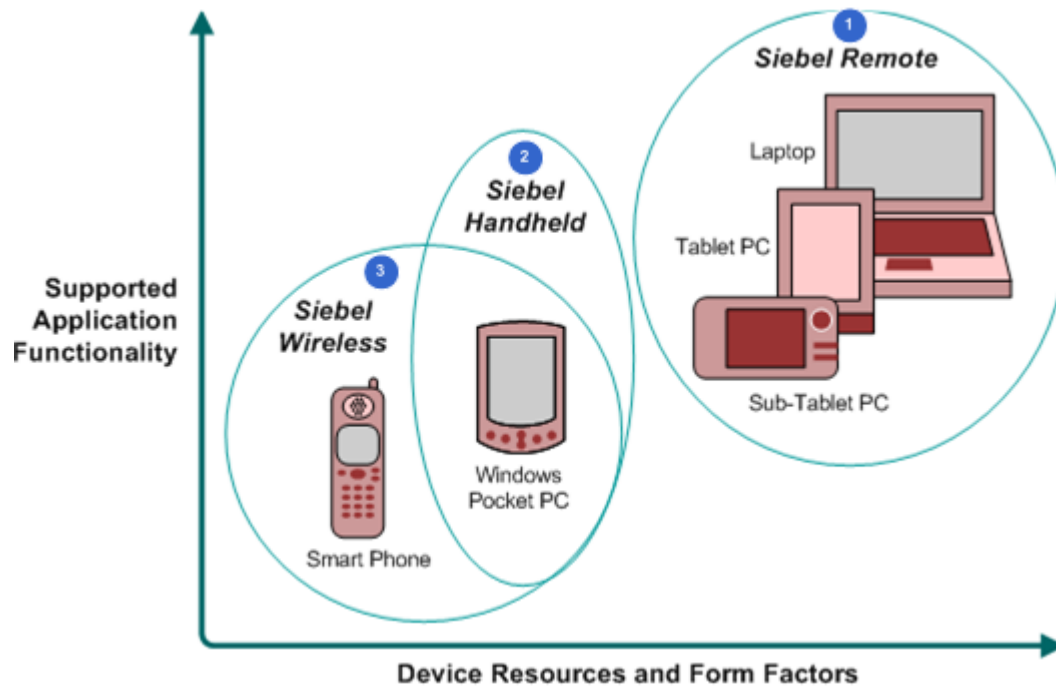 1
Siebel Remote
Laptop
Tablet PC
Sub-Tablet PC
2
Siebel
Handheld
3
Siebel
Wireless
Windows
Pocket PC
Smart Phone
Supported
Application
Functionality
Device Resources and Form Factors